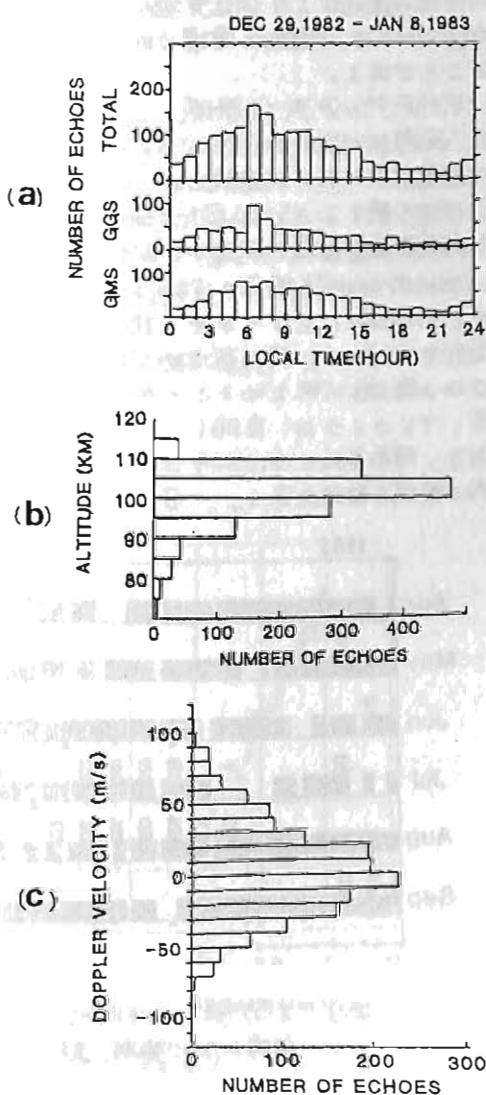 DEC 29,1982 - JAN 8,1983
(a)
NUMBER OF ECHOES
TOTAL
200
100
0
GGS
100
0
GMS
100
0 3 6 9 12 15 18 21 24
LOCAL TIME(HOUR)
(b)
ALTITUDE (KM)
120
110
100
90
80
0 100 200 300 400
NUMBER OF ECHOES
(c)
DOPPLER VELOCITY (m/s)
100
50
0
-50
-100
0 100 200 300
NUMBER OF ECHOES